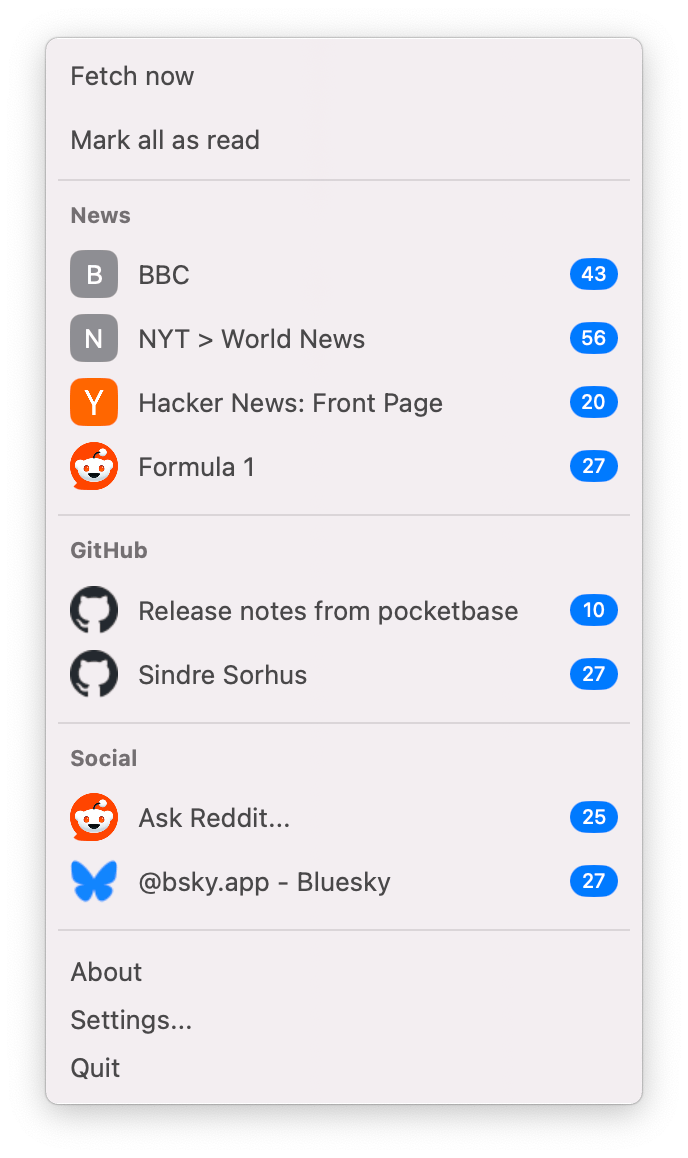 Fetch now
Mark all as read
News
B BBC 43
N NYT > World News 56
Y Hacker News: Front Page 20
Formula 1 27
GitHub
Release notes from pocketbase 10
Sindre Sorhus 27
Social
Ask Reddit... 25
@bsky.app - Bluesky 27
About
Settings...
Quit